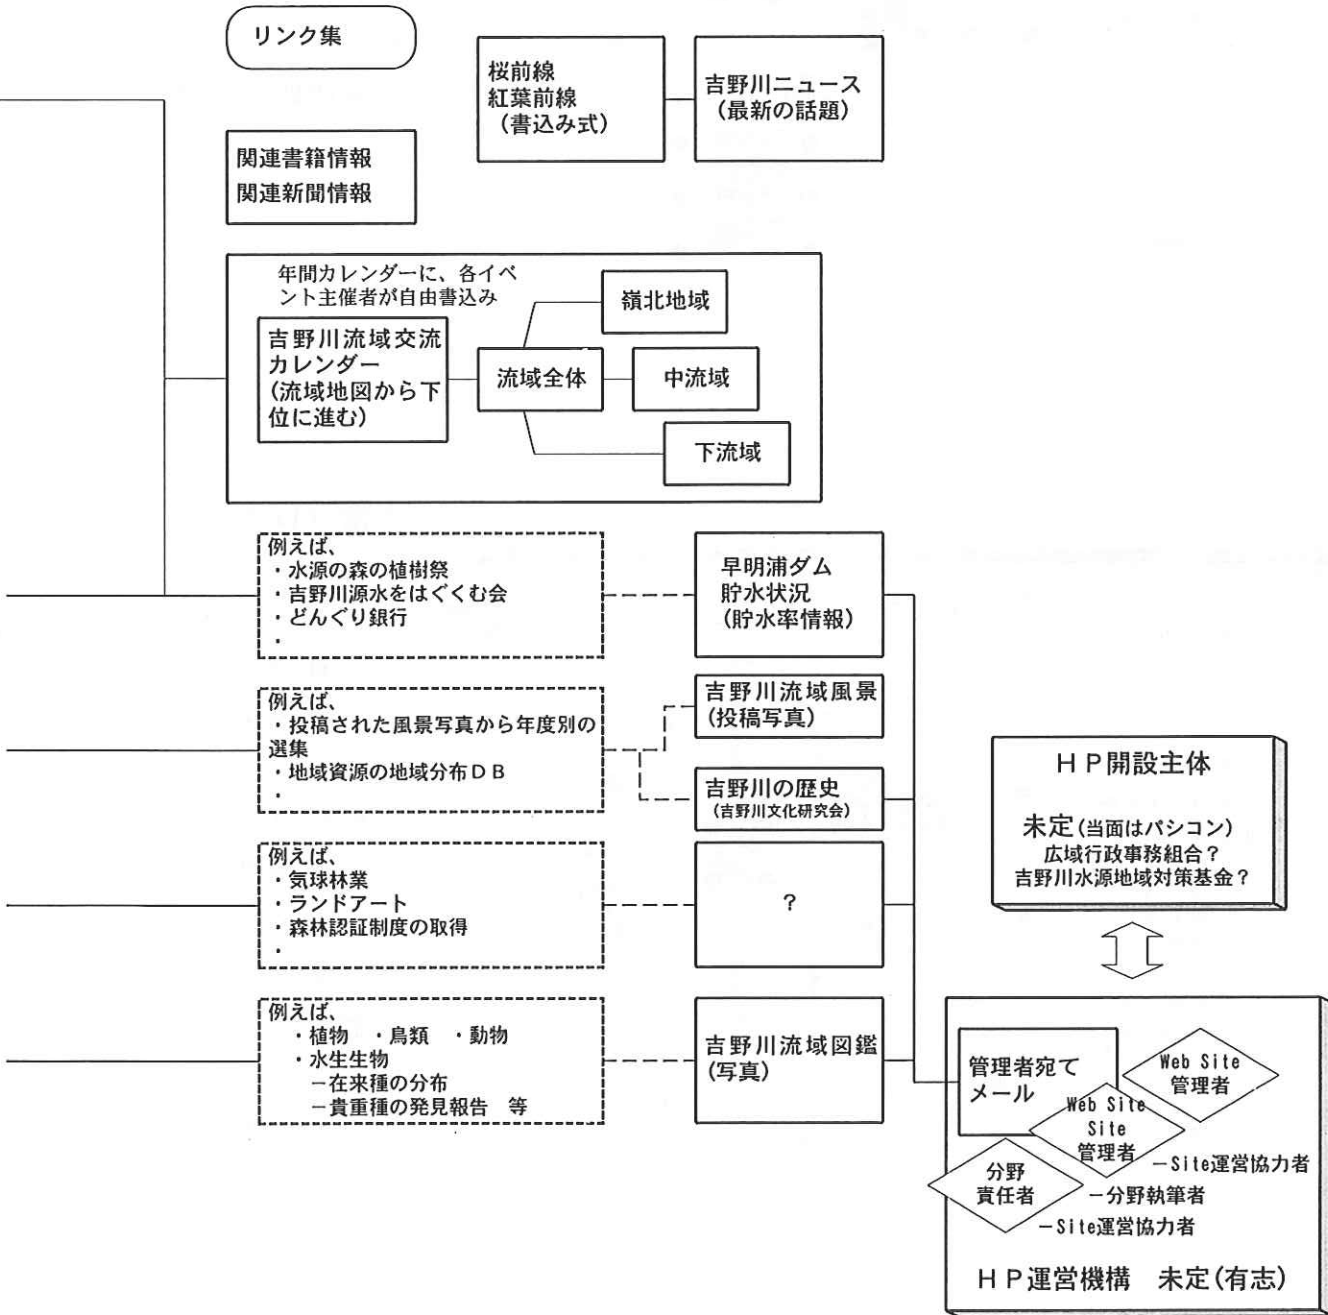 リンク集
桜前線
紅葉前線
（書込み式）
吉野川ニュース
（最新の話題）
関連書籍情報
関連新聞情報
年間カレンダーに、各イベ
ント主催者が自由書込み
吉野川流域交流
カレンダー
(流域地図から下
位に進む)
流域全体
嶺北地域
中流域
下流域
例えば、
・水源の森の植樹祭
・吉野川源水をはぐくむ会
・どんぐり銀行
・
早明浦ダム
貯水状況
(貯水率情報)
例えば、
・投稿された風景写真から年度別の
選集
・地域資源の地域分布ＤＢ
・
吉野川流域風景
(投稿写真)
吉野川の歴史
(吉野川文化研究会)
例えば、
・気球林業
・ランドアート
・森林認証制度の取得
・
？
例えば、
・植物　・鳥類　・動物
・水生生物
－在来種の分布
－貴重種の発見報告　等
吉野川流域図鑑
(写真)
ＨＰ開設主体
未定(当面はパシコン)
広域行政事務組合？
吉野川水源地域対策基金？
管理者宛て
メール
Web Site
管理者
Web Site
Site
管理者
－Site運営協力者
分野
責任者
－分野執筆者
－Site運営協力者
ＨＰ運営機構　未定(有志)